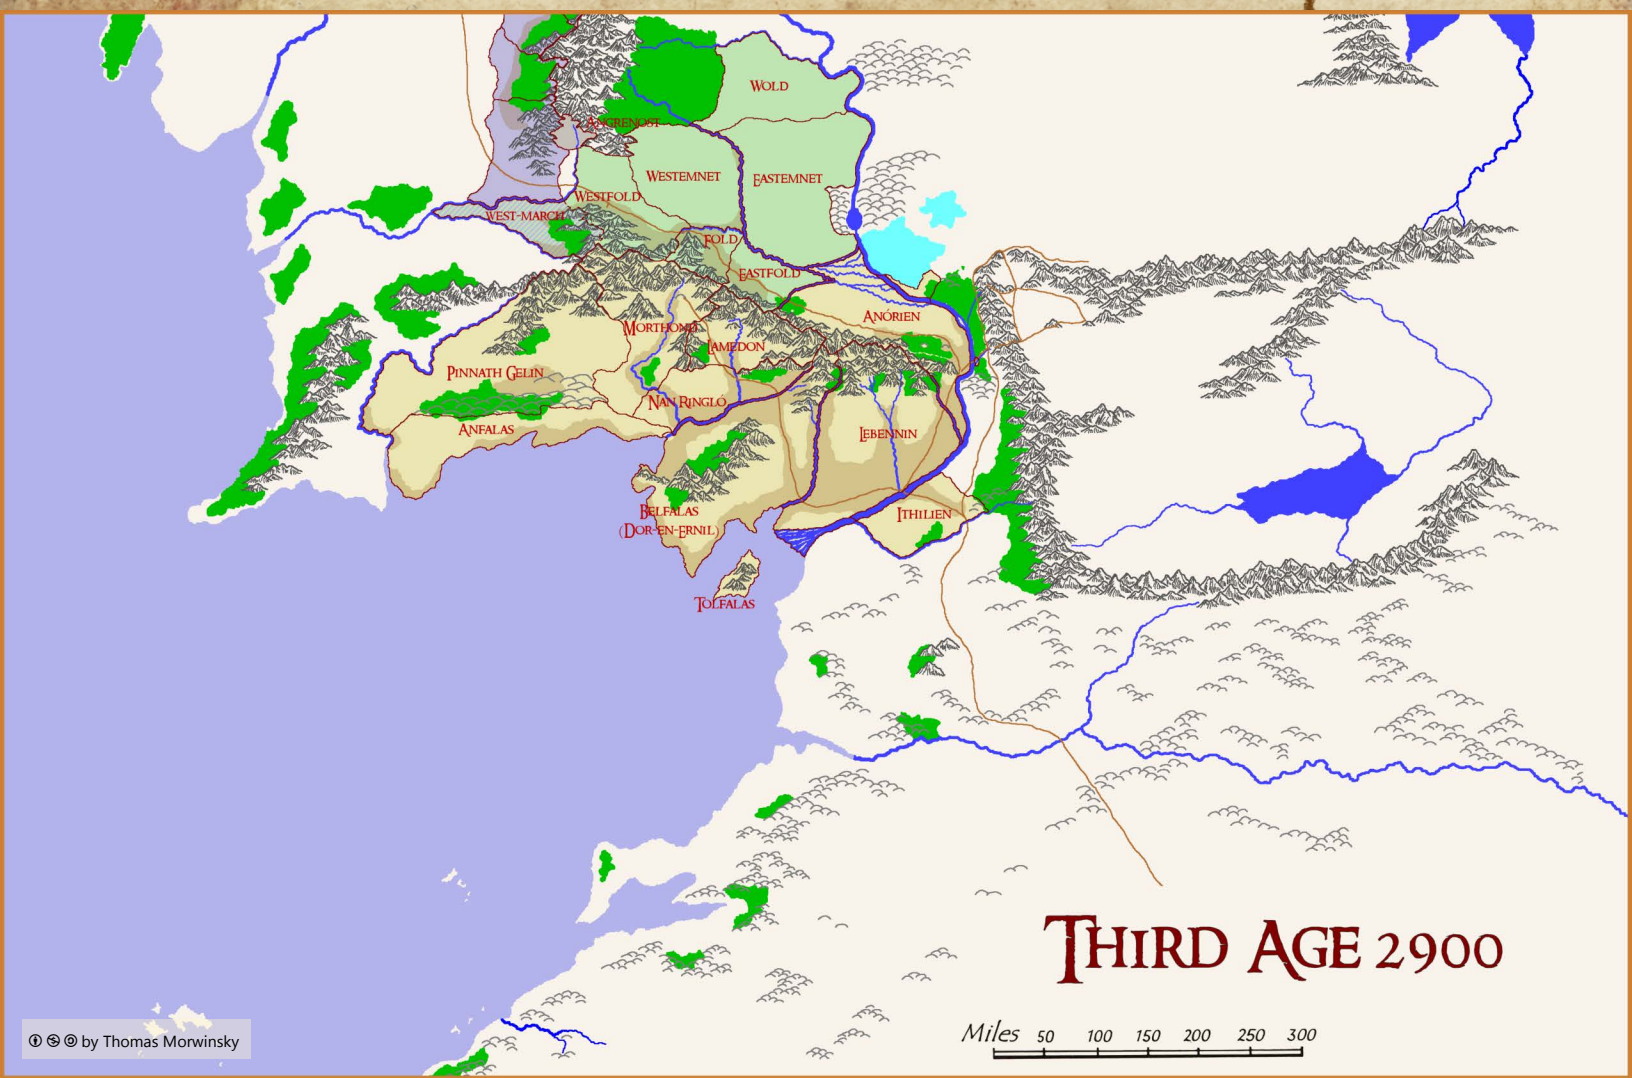 Wold
Angrenost
Westemnet
Eastemnet
Westfold
West-march
Fold
Eastfold
Anórien
Morthond
Lamedon
Pinnath Gelin
Nan Ringló
Anfalas
Lebennin
Belfalas
(Dor-en-Ernil)
Ithilien
Tolfalas
Third Age 2900
Miles 50 100 150 200 250 300
by Thomas Morwinsky